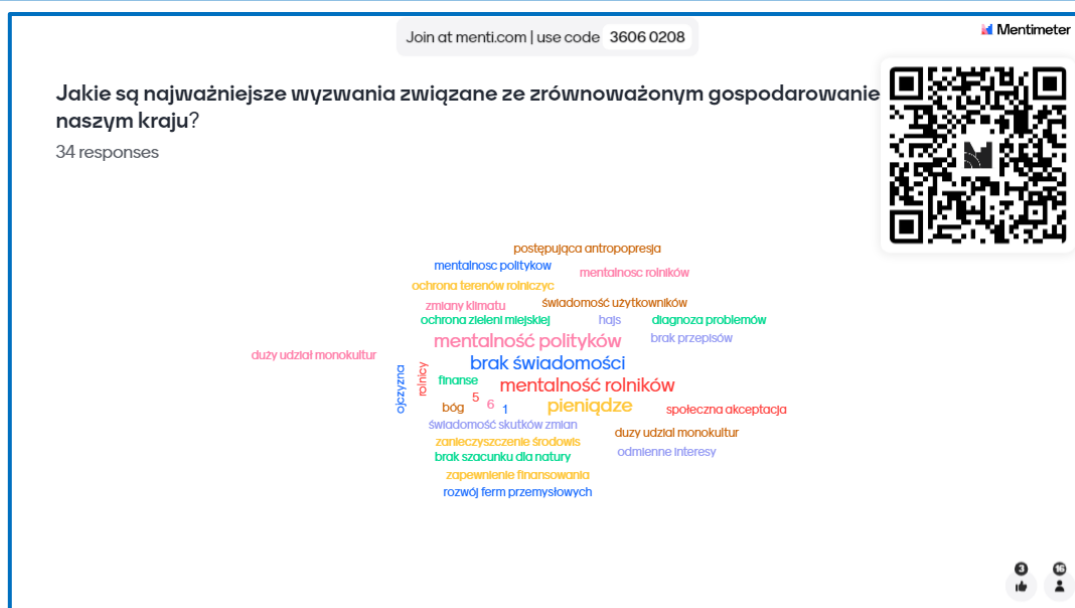 Join at menti.com | use code 3606 0208
Mentimeter
Jakie są najważniejsze wyzwania związane ze zrównoważonym gospodarowanie
naszym kraju?
34 responses
postępująca antropopresja
mentalnosc politykow
mentalnosc rolników
ochrona terenów rolniczyc
zmiany klimatu
świadomość użytkowników
ochrona zieleni miejskiej
hajs
diagnoza problemów
mentalność polityków
brak przepisów
duży udział monokultur
brak świadomości
ojczyzna
rolnicy
finanse
mentalność rolników
bóg
5
6
1
pieniądze
społeczna akceptacja
świadomość skutków zmian
duzy udzial monokultur
zanieczyszczenie środowis
odmienne interesy
brak szacunku dla natury
zapewnienie finansowania
rozwój ferm przemysłowych
3
16